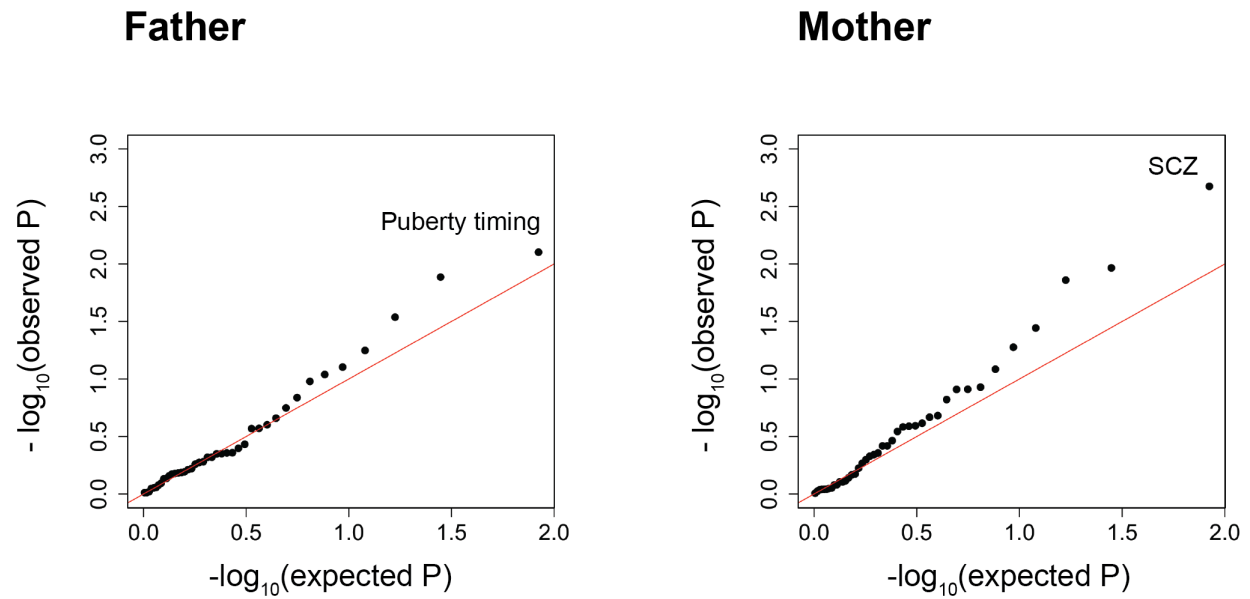 Father
Mother
3.0
2.5
2.0
1.5
1.0
0.5
0.0
- log10(observed P)
Puberty timing
0.0 0.5 1.0 1.5 2.0
-log10(expected P)
3.0
2.5
2.0
1.5
1.0
0.5
0.0
- log10(observed P)
SCZ
0.0 0.5 1.0 1.5 2.0
-log10(expected P)